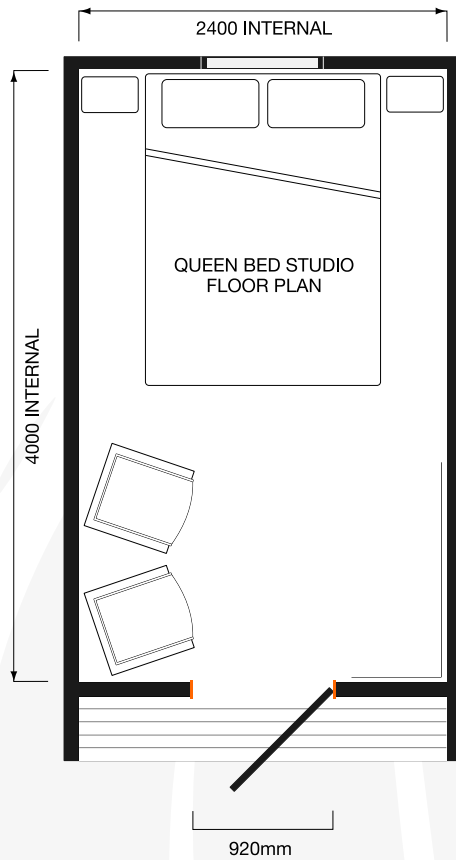 2400 INTERNAL
QUEEN BED STUDIO
FLOOR PLAN
4000 INTERNAL
920mm